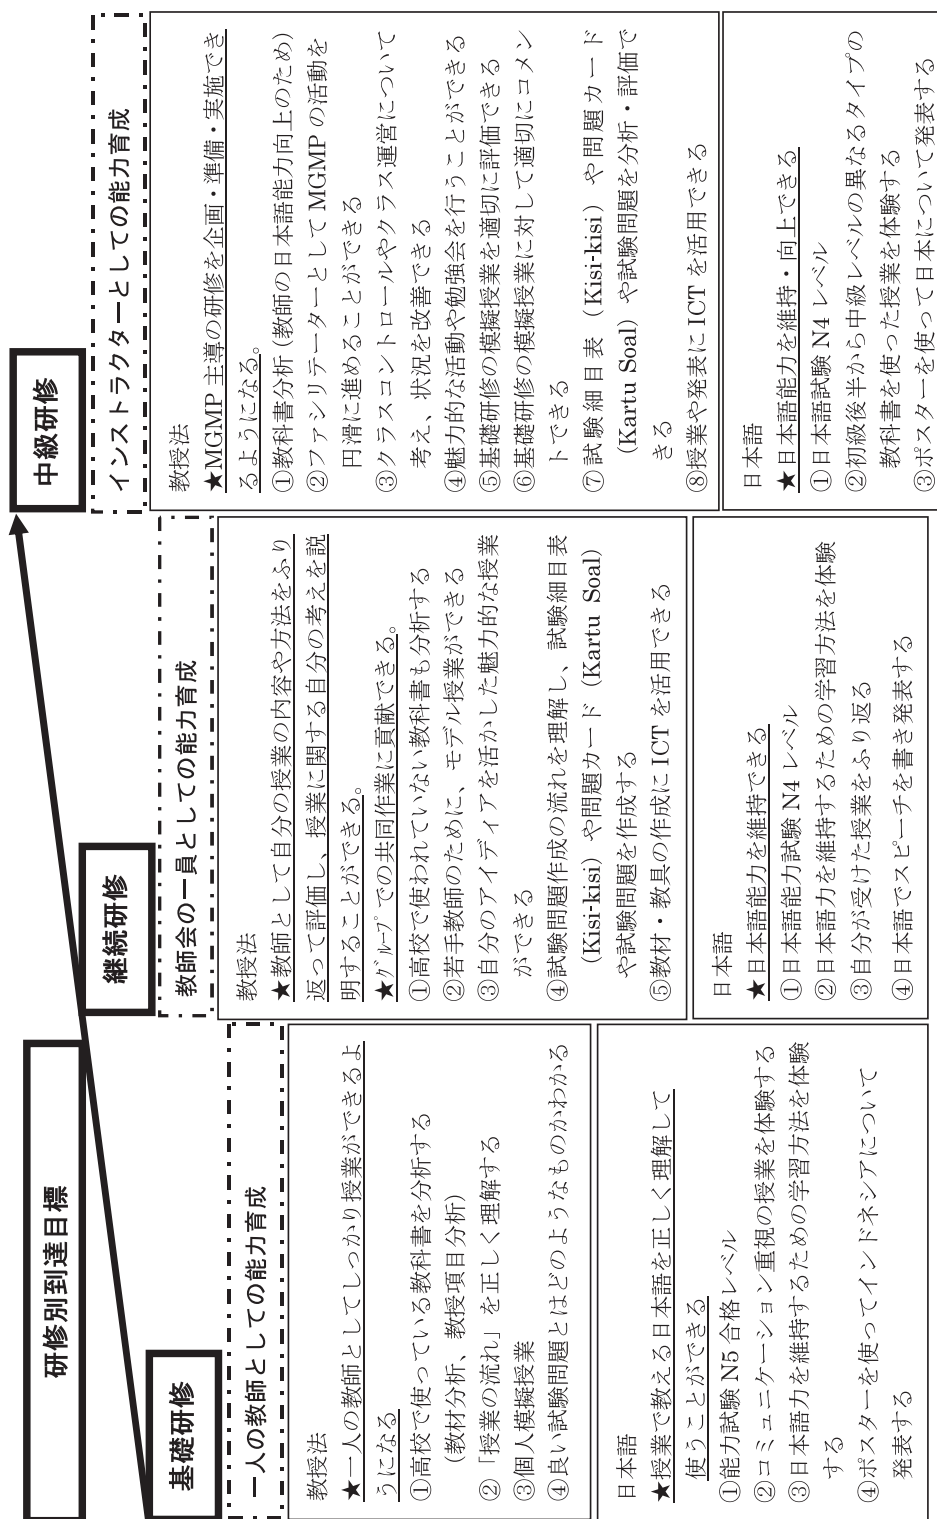 研修別到達目標
基礎研修
一人の教師としての能力育成
教授法
★一人の教師としてしっかり授業ができるよ
うになる
①高校で使っている教科書を分析する
(教材分析、教授項目分析)
②「授業の流れ」を正しく理解する
③個人模擬授業
④良い試験問題とはどのようなものかわかる
日本語
★授業で教える日本語を正しく理解して
使うことができる
①能力試験 N5 合格レベル
②コミュニケーション重視の授業を体験する
③日本語力を維持するための学習方法を体験
する
④ポスターを使ってインドネシアについて
発表する
継続研修
教師会の一員としての能力育成
教授法
★教師として自分の授業の内容や方法をふり
返って評価し、授業に関する自分の考えを説
明することができる。
★グループでの共同作業に貢献できる。
①高校で使われていない教科書も分析する
②若手教師のために、モデル授業ができる
③自分のアイディアを活かした魅力的な授業
ができる
④試験問題作成の流れを理解し、試験細目表
(Kisi-kisi) や問題カード (Kartu Soal)
や試験問題を作成する
⑤教材・教具の作成に ICT を活用できる
日本語
★日本語能力を維持できる
①日本語能力試験 N4 レベル
②日本語力を維持するための学習方法を体験
③自分が受けた授業をふり返る
④日本語でスピーチを書き発表する
中級研修
インストラクターとしての能力育成
教授法
★MGMP 主導の研修を企画・準備・実施でき
るようになる。
①教科書分析 (教師の日本語能力向上のため)
②ファシリテーターとして MGMP の活動を
円滑に進めることができる
③クラスコントロールやクラス運営について
考え、状況を改善できる
④魅力的な活動や勉強会を行うことができる
⑤基礎研修の模擬授業を適切に評価できる
⑥基礎研修の模擬授業に対して適切にコメン
トできる
⑦試験細目表 (Kisi-kisi) や問題カード
(Kartu Soal) や試験問題を分析・評価で
きる
⑧授業や発表に ICT を活用できる
日本語
★日本語能力を維持・向上できる
①日本語試験 N4 レベル
②初級後半から中級レベルの異なるタイプの
教科書を使った授業を体験する
③ポスターを使って日本について発表する